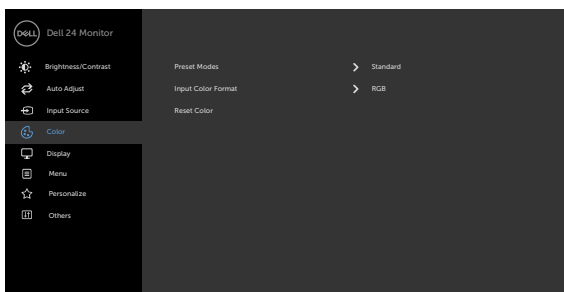 DELL Dell 24 Monitor
Brightness/Contrast Preset Modes Standard
Auto Adjust Input Color Format RGB
Input Source Reset Color
Color
Display
Menu
Personalize
Others